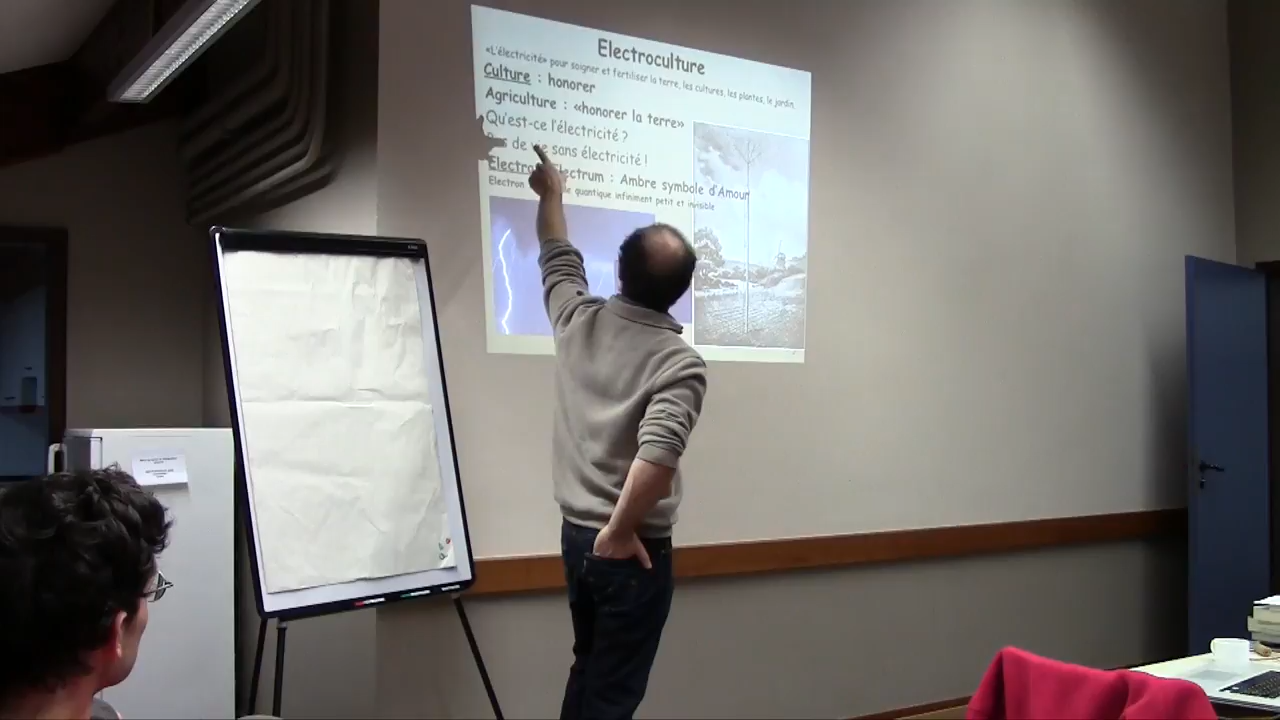 Electroculture
«L'électricité» pour soigner et fertiliser la terre, les cultures, les plantes, le jardin.
Culture : honorer
Agriculture : «honorer la terre»
Qu'est-ce l'électricité ?
de sans électricité !
Electro Electrum : Ambre symbole d'Amour
Electron quantique infiniment petit et invisible